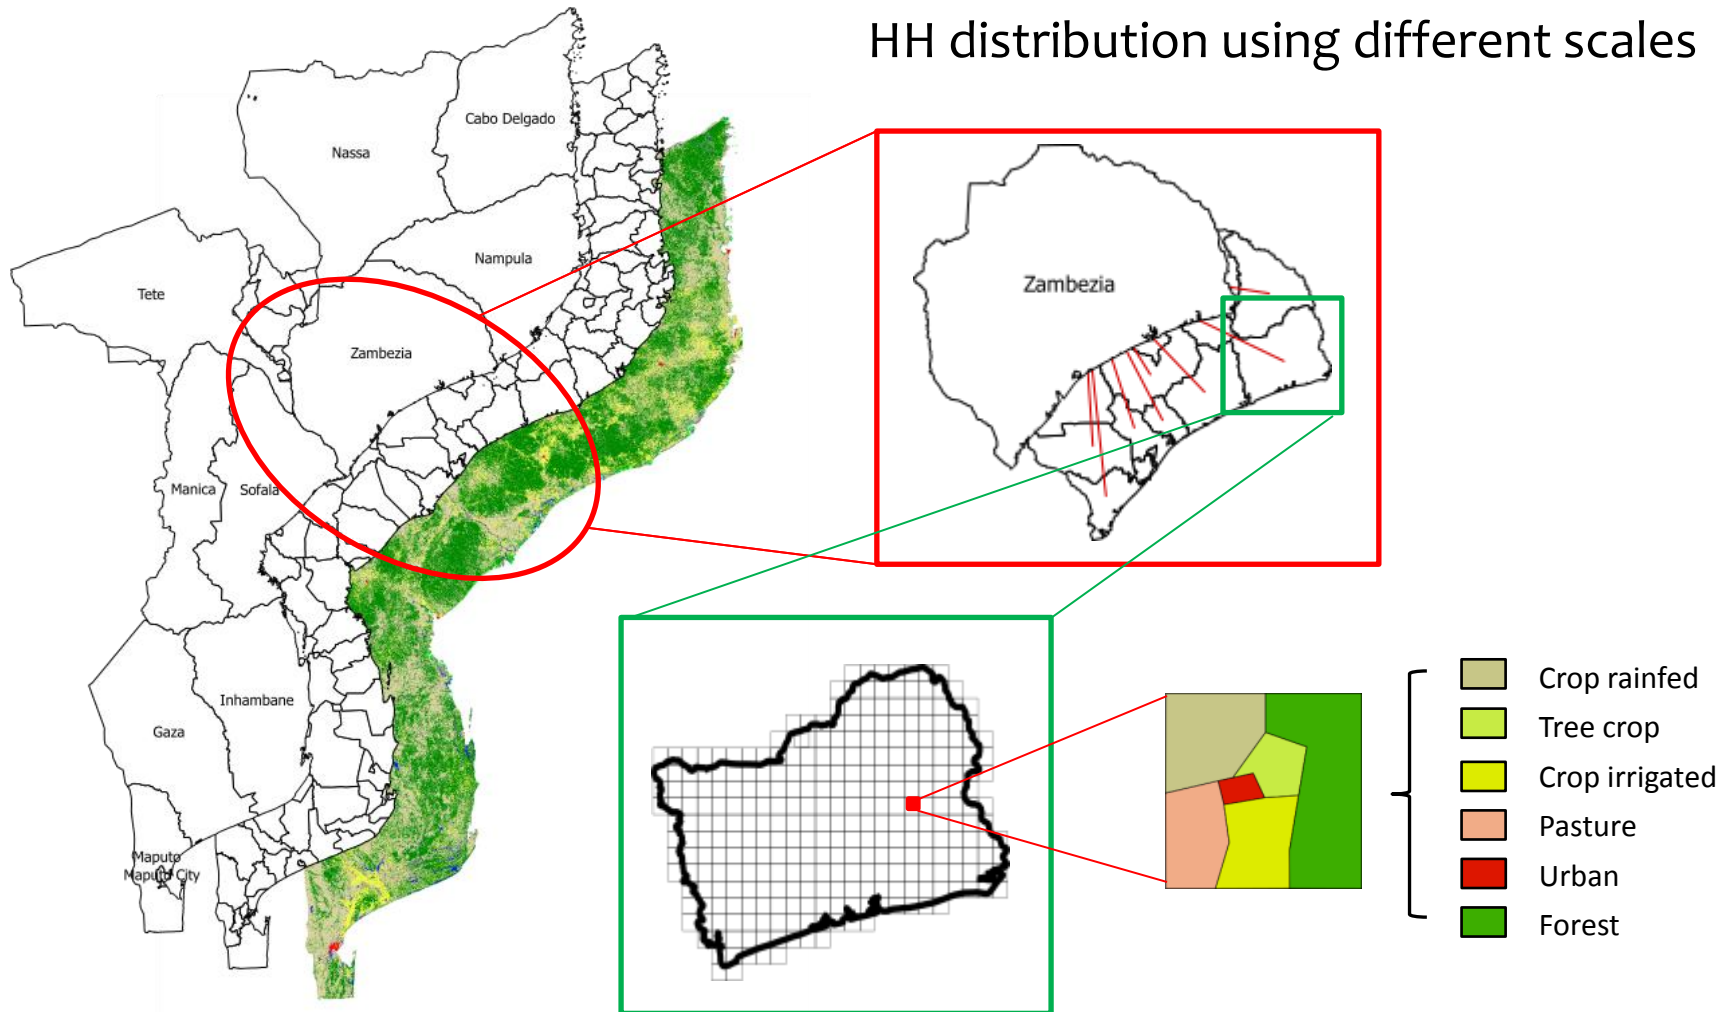 HH distribution using different scales
Cabo Delgado
Nassa
Nampula
Tete
Zambezia
Manica
Sofala
Inhambane
Gaza
Maputo
Maputo City
Zambezia
Crop rainfed
Tree crop
Crop irrigated
Pasture
Urban
Forest